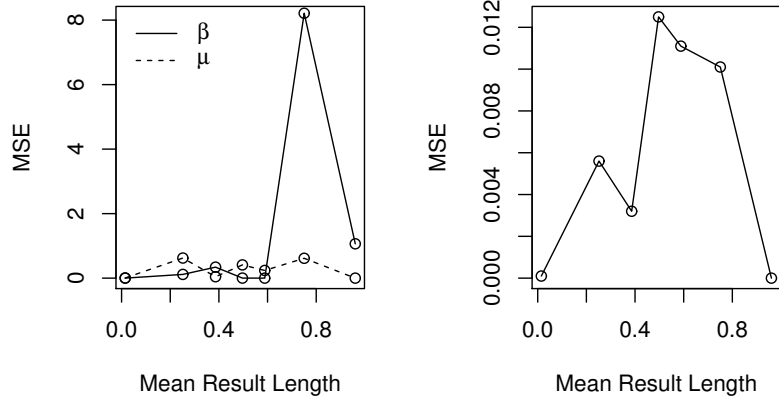 MSE
8
6
4
2
0
β
μ
0.0 0.4 0.8
Mean Result Length
MSE
0.012
0.008
0.004
0.000
0.0 0.4 0.8
Mean Result Length